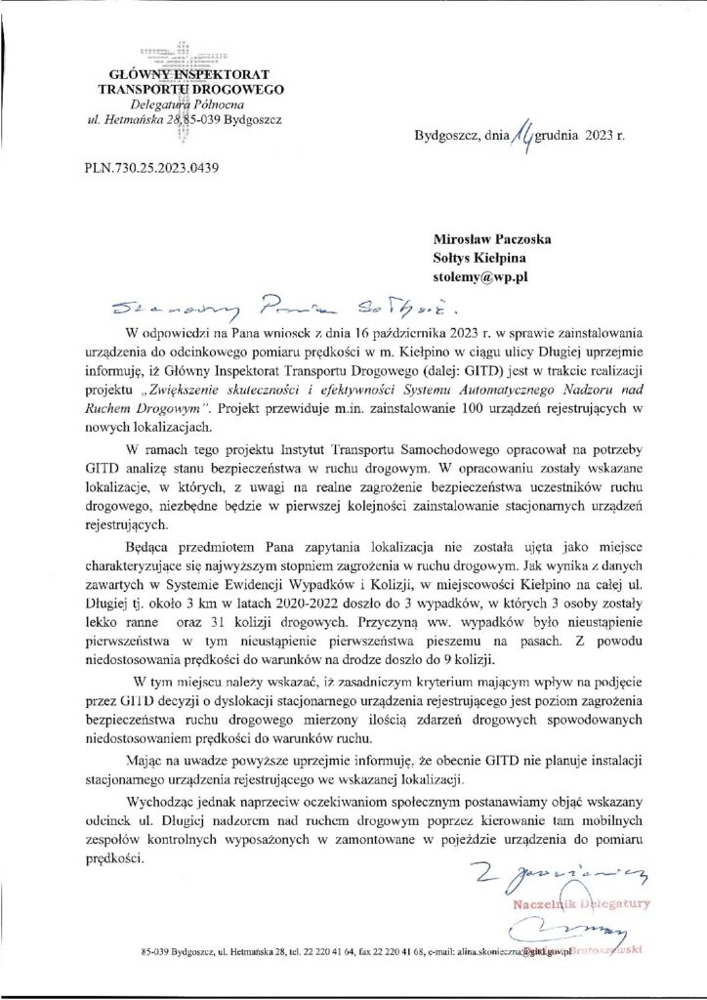 GŁÓWNY INSPEKTORAT
TRANSPORTU DROGOWEGO
Delegatura Północna
ul. Hetmańska 28,85-039 Bydgoszcz
Bydgoszcz, dnia 14 grudnia 2023 r.
PLN.730.25.2023.0439
Mirosław Paczoska
Sołtys Kiełpina
stolemy@wp.pl
Szanowny Panie Sołtysie.
W odpowiedzi na Pana wniosek z dnia 16 października 2023 r. w sprawie zainstalowania
urządzenia do odcinkowego pomiaru prędkości w m. Kiełpino w ciągu ulicy Długiej uprzejmie
informuję, iż Główny Inspektorat Transportu Drogowego (dalej: GITD) jest w trakcie realizacji
projektu „Zwiększenie skuteczności i efektywności Systemu Automatycznego Nadzoru nad
Ruchem Drogowym”. Projekt przewiduje m.in. zainstalowanie 100 urządzeń rejestrujących w
nowych lokalizacjach.
W ramach tego projektu Instytut Transportu Samochodowego opracował na potrzeby
GITD analizę stanu bezpieczeństwa w ruchu drogowym. W opracowaniu zostały wskazane
lokalizacje, w których, z uwagi na realne zagrożenie bezpieczeństwa uczestników ruchu
drogowego, niezbędne będzie w pierwszej kolejności zainstalowanie stacjonarnych urządzeń
rejestrujących.
Będąca przedmiotem Pana zapytania lokalizacja nie została ujęta jako miejsce
charakteryzujące się najwyższym stopniem zagrożenia w ruchu drogowym. Jak wynika z danych
zawartych w Systemie Ewidencji Wypadków i Kolizji, w miejscowości Kiełpino na całej ul.
Długiej tj. około 3 km w latach 2020-2022 doszło do 3 wypadków, w których 3 osoby zostały
lekko ranne oraz 31 kolizji drogowych. Przyczyną ww. wypadków było nieustąpienie
pierwszeństwa w tym nieustąpienie pierwszeństwa pieszemu na pasach. Z powodu
niedostosowania prędkości do warunków na drodze doszło do 9 kolizji.
W tym miejscu należy wskazać, iż zasadniczym kryterium mającym wpływ na podjęcie
przez GITD decyzji o dyslokacji stacjonarnego urządzenia rejestrującego jest poziom zagrożenia
bezpieczeństwa ruchu drogowego mierzony ilością zdarzeń drogowych spowodowanych
niedostosowaniem prędkości do warunków ruchu.
Mając na uwadze powyższe uprzejmie informuję, że obecnie GITD nie planuje instalacji
stacjonarnego urządzenia rejestrującego we wskazanej lokalizacji.
Wychodząc jednak naprzeciw oczekiwaniom społecznym postanawiamy objąć wskazany
odcinek ul. Długiej nadzorem nad ruchem drogowym poprzez kierowanie tam mobilnych
zespołów kontrolnych wyposażonych w zamontowane w pojeździe urządzenia do pomiaru
prędkości.
Z poważaniem
Naczelnik Delegatury
Bratoszewski
85-039 Bydgoszcz, ul. Hetmańska 28, tel. 22 220 41 64, fax 22 220 41 68, e-mail: alina.skonieczna@gitd.gov.pl